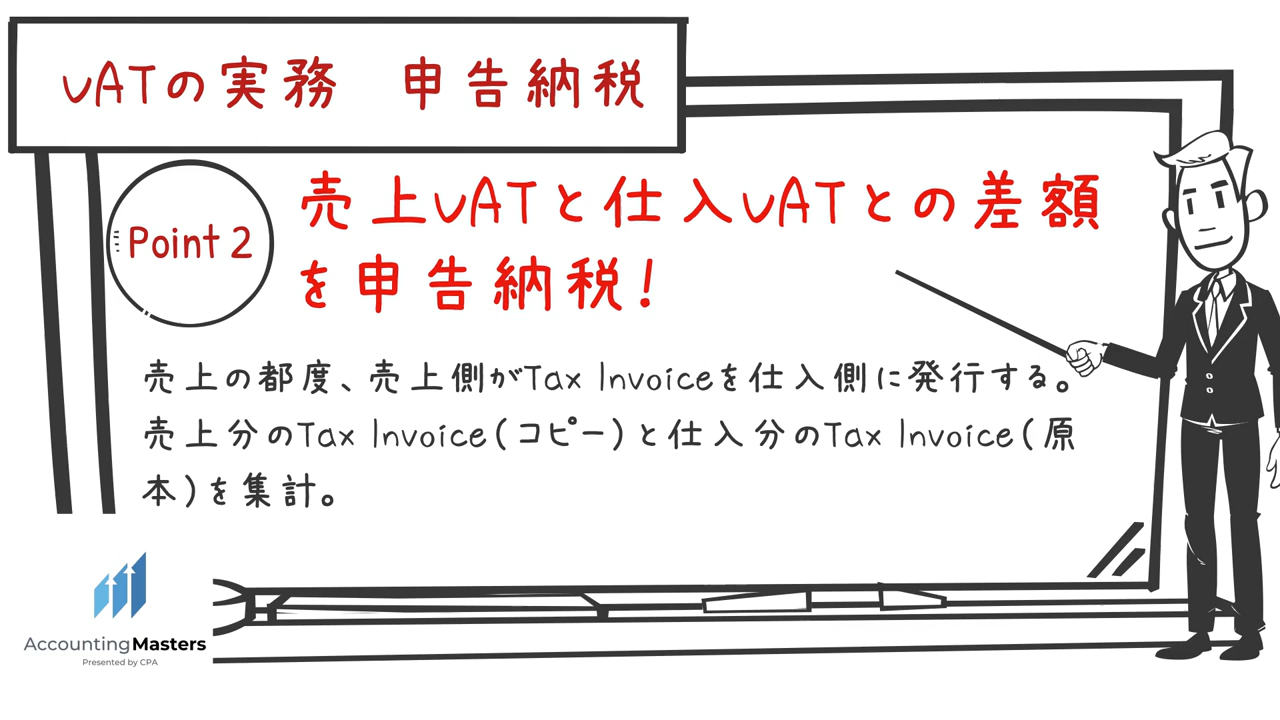 VATの実務　申告納税
Point 2
売上VATと仕入VATとの差額
を申告納税!
売上の都度、売上側がTax Invoiceを仕入側に発行する。
売上分のTax Invoice(コピー)と仕入分のTax Invoice(原
本)を集計。
AccountingMasters
Presented by CPA